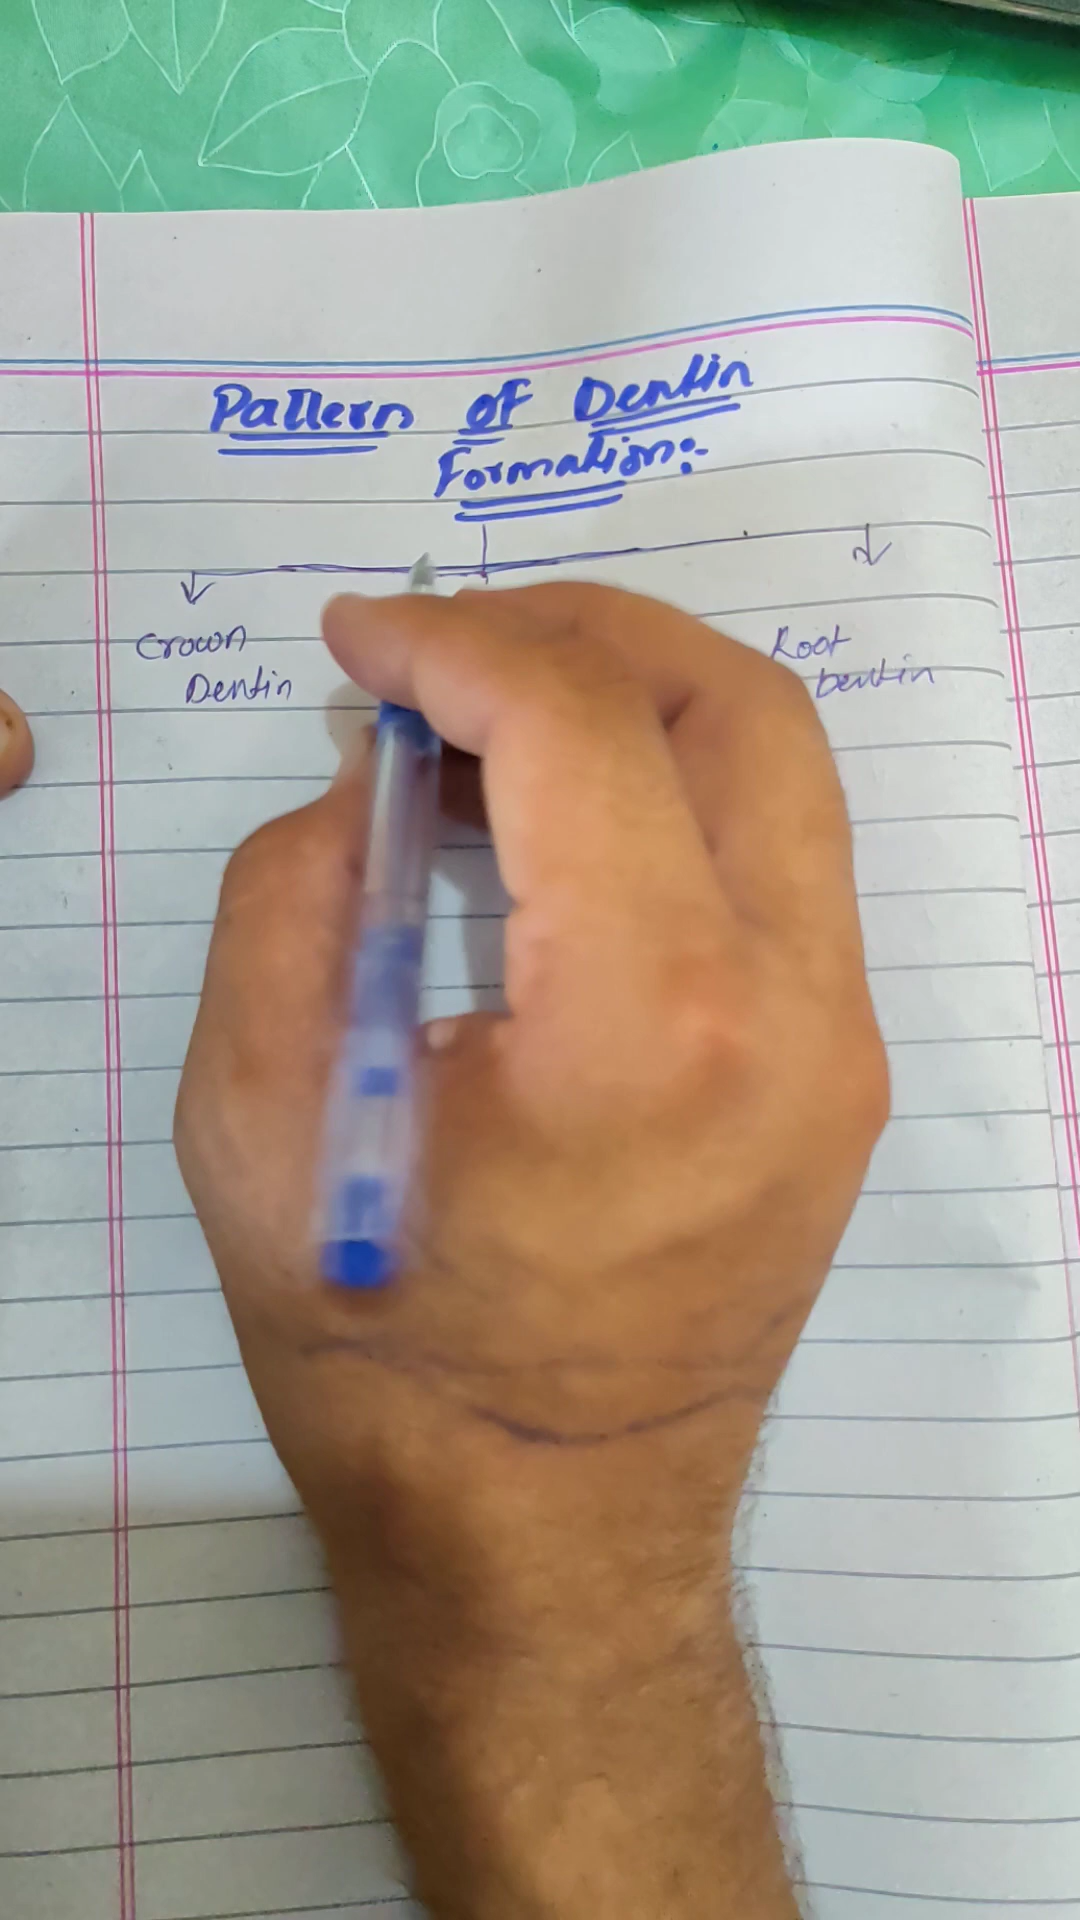 Pattern of Dentin
Formation:-
Crown
Dentin
Root
Dentin